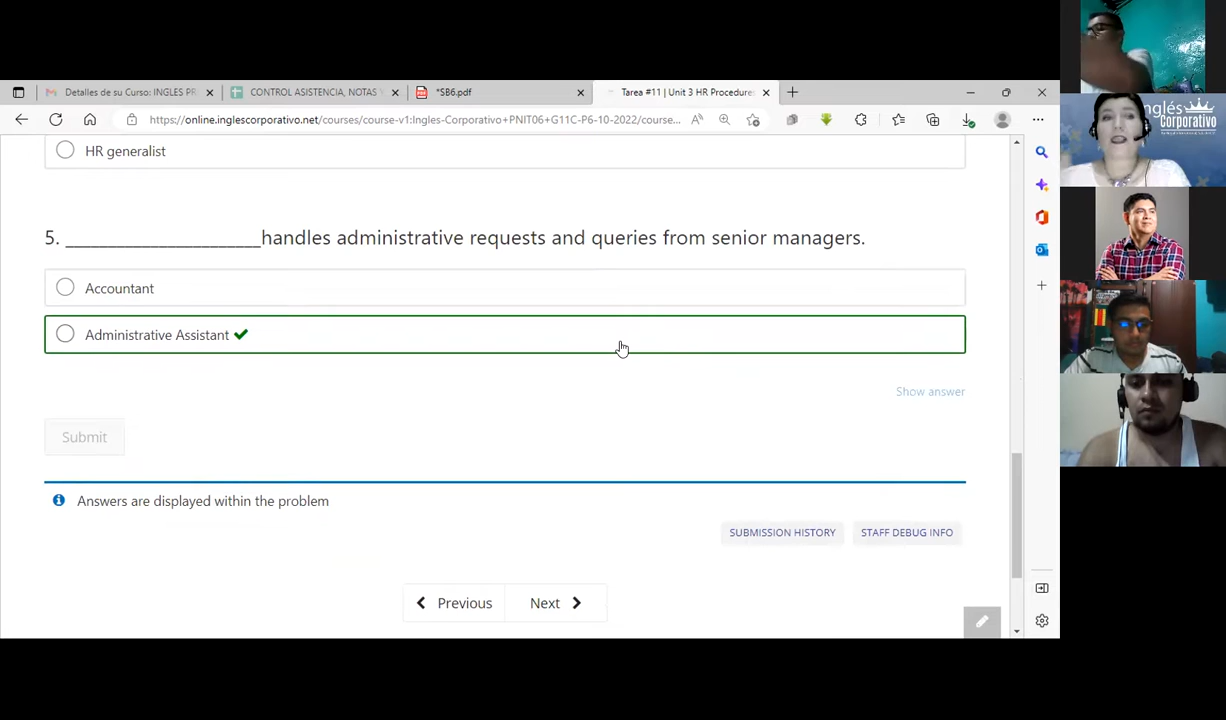 Detalles de su Curso: INGLES PR
CONTROL ASISTENCIA, NOTAS Y
*SB6.pdf
Tarea #11 | Unit 3 HR Procedures
https://online.inglescorporativo.net/courses/course-v1:Ingles-Corporativo+PNIT06+G11C-P6-10-2022/course...
HR generalist
5. ______________________handles administrative requests and queries from senior managers.
Accountant
Administrative Assistant
Show answer
Submit
Answers are displayed within the problem
SUBMISSION HISTORY
STAFF DEBUG INFO
Previous
Next
Inglés
Corporativo